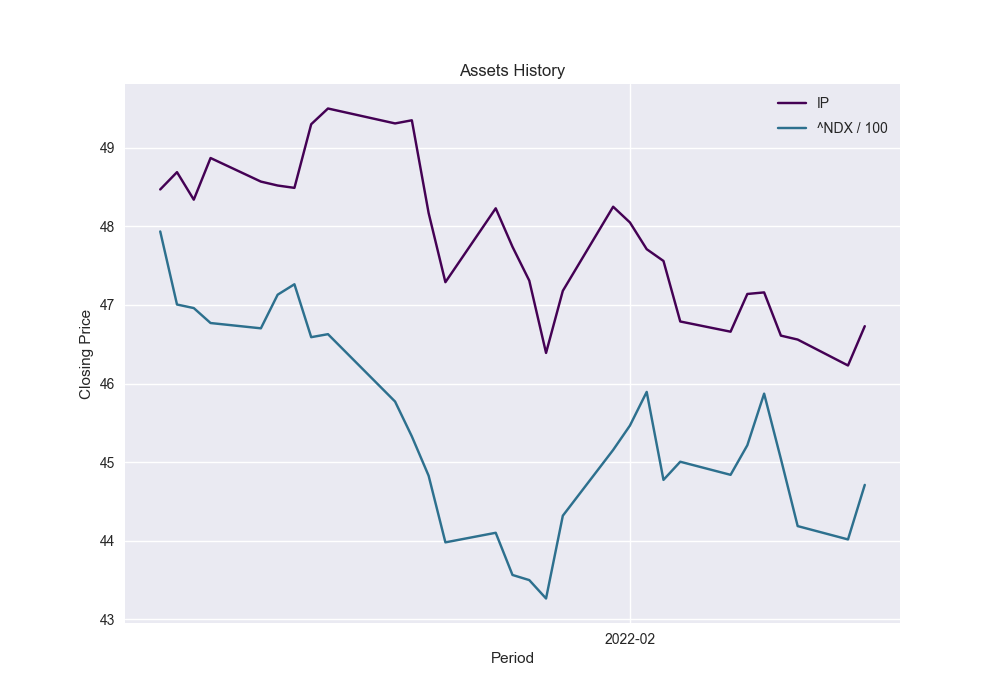 Assets History
IP
^NDX / 100
49
48
47
46
45
44
43
Closing Price
2022-02
Period